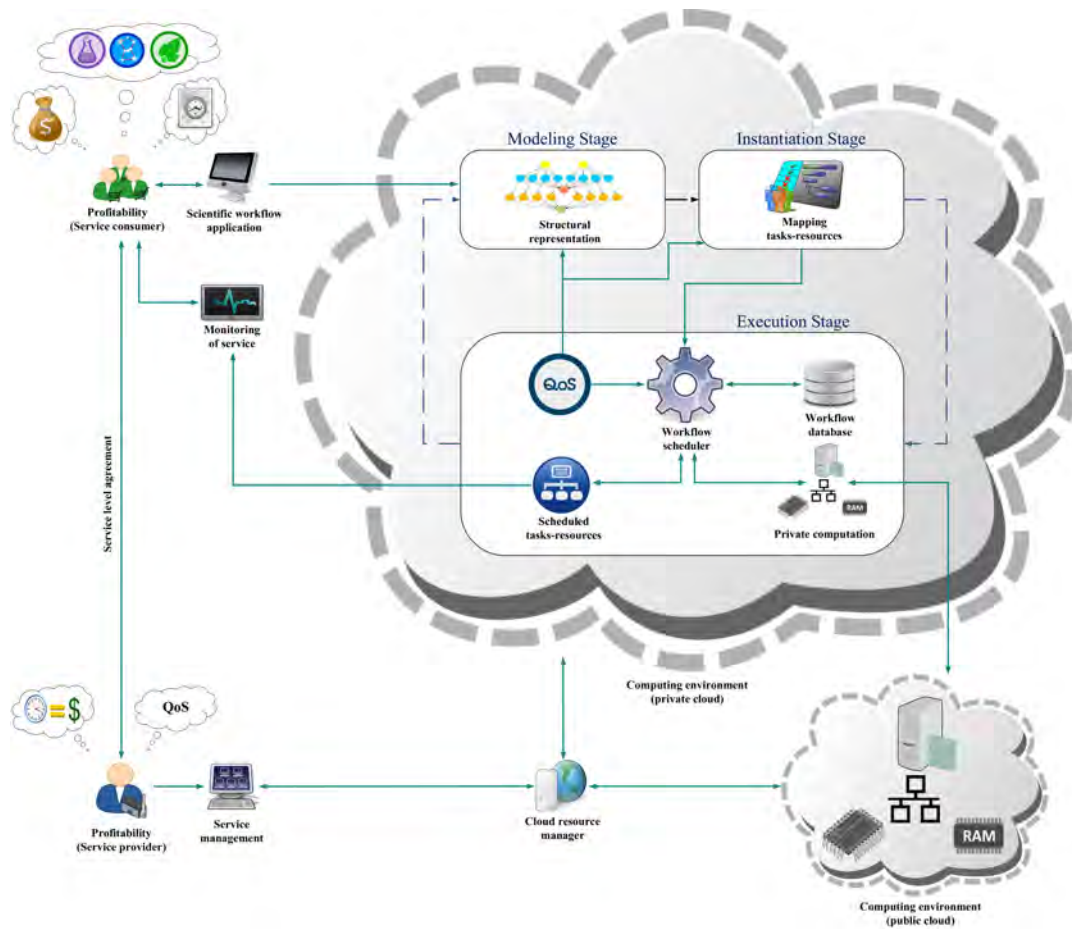 Modeling Stage
Instantiation Stage
$
Profitability
(Service consumer)
Scientific workflow
application
Structural
representation
Mapping
tasks-resources
Monitoring
of service
Execution Stage
QoS
Workflow
scheduler
Workflow
database
Scheduled
tasks-resources
RAM
Private computation
Service level agreement
Computing environment
(private cloud)
= $
QoS
Profitability
(Service provider)
Service
management
Cloud resource
manager
RAM
Computing environment
(public cloud)